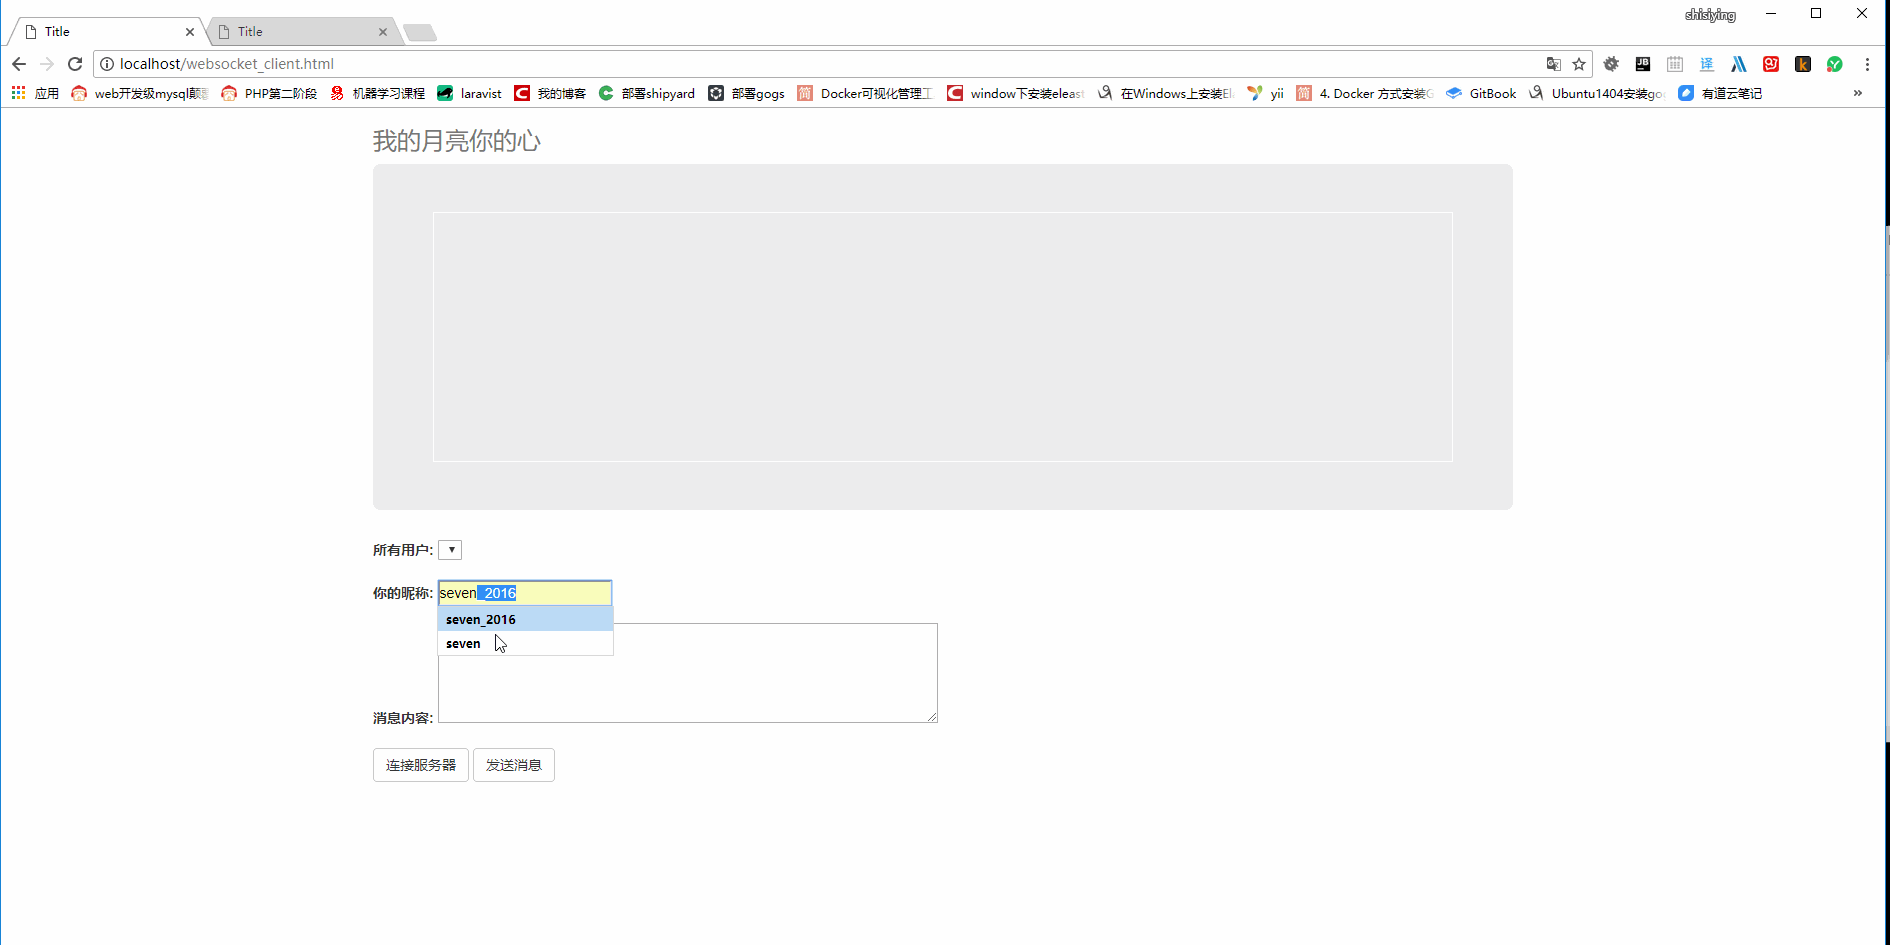 shisiying
Title
Title
localhost/websocket_client.html
应用 web开发级mysql颠 PHP第二阶段 机器学习课程 laravist 我的博客 部署shipyard 部署gogs Docker可视化管理工 window下安装eleast 在Windows上安装El yii 4. Docker 方式安装G GitBook Ubuntu1404安装go 有道云笔记 »
我的月亮你的心
所有用户:
你的昵称: seven_2016
seven_2016
seven
消息内容:
连接服务器 发送消息